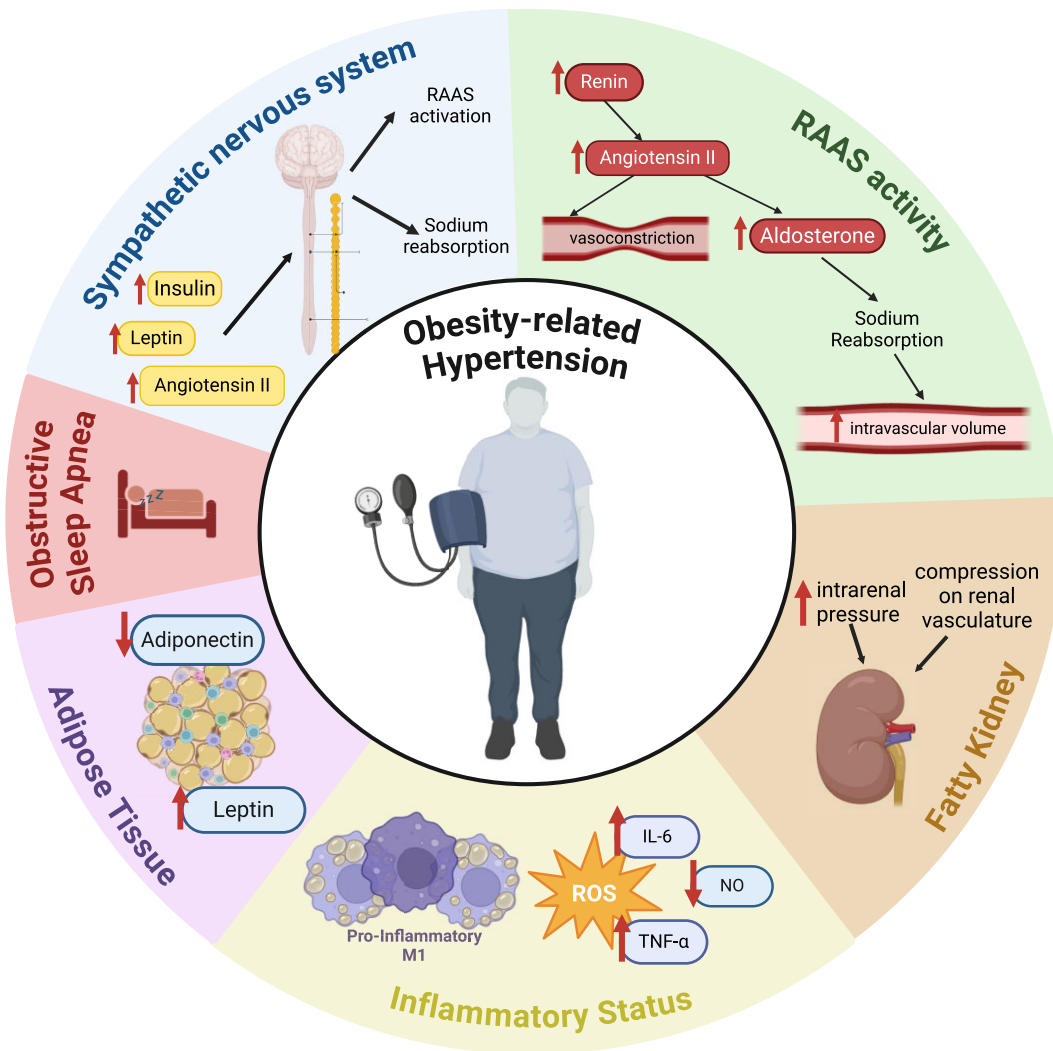 Obesity-related
Hypertension
Sympathetic nervous system
RAAS
activation
Sodium
reabsorption
Insulin
Leptin
Angiotensin II
RAAS activity
Renin
Angiotensin II
vasoconstriction
Aldosterone
Sodium
Reabsorption
intravascular volume
Fatty Kidney
intrarenal
pressure
compression
on renal
vasculature
Inflammatory Status
Pro-Inflammatory
M1
ROS
IL-6
NO
TNF-α
Adipose Tissue
Adiponectin
Leptin
Obstructive
Sleep Apnea
z z z